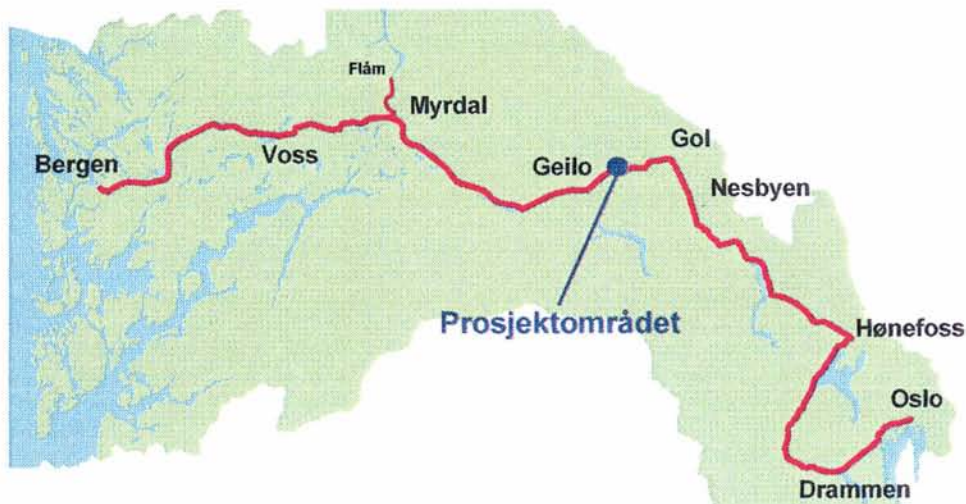 Flåm
Myrdal
Voss
Bergen
Geilo
Gol
Nesbyen
Prosjektområdet
Hønefoss
Oslo
Drammen